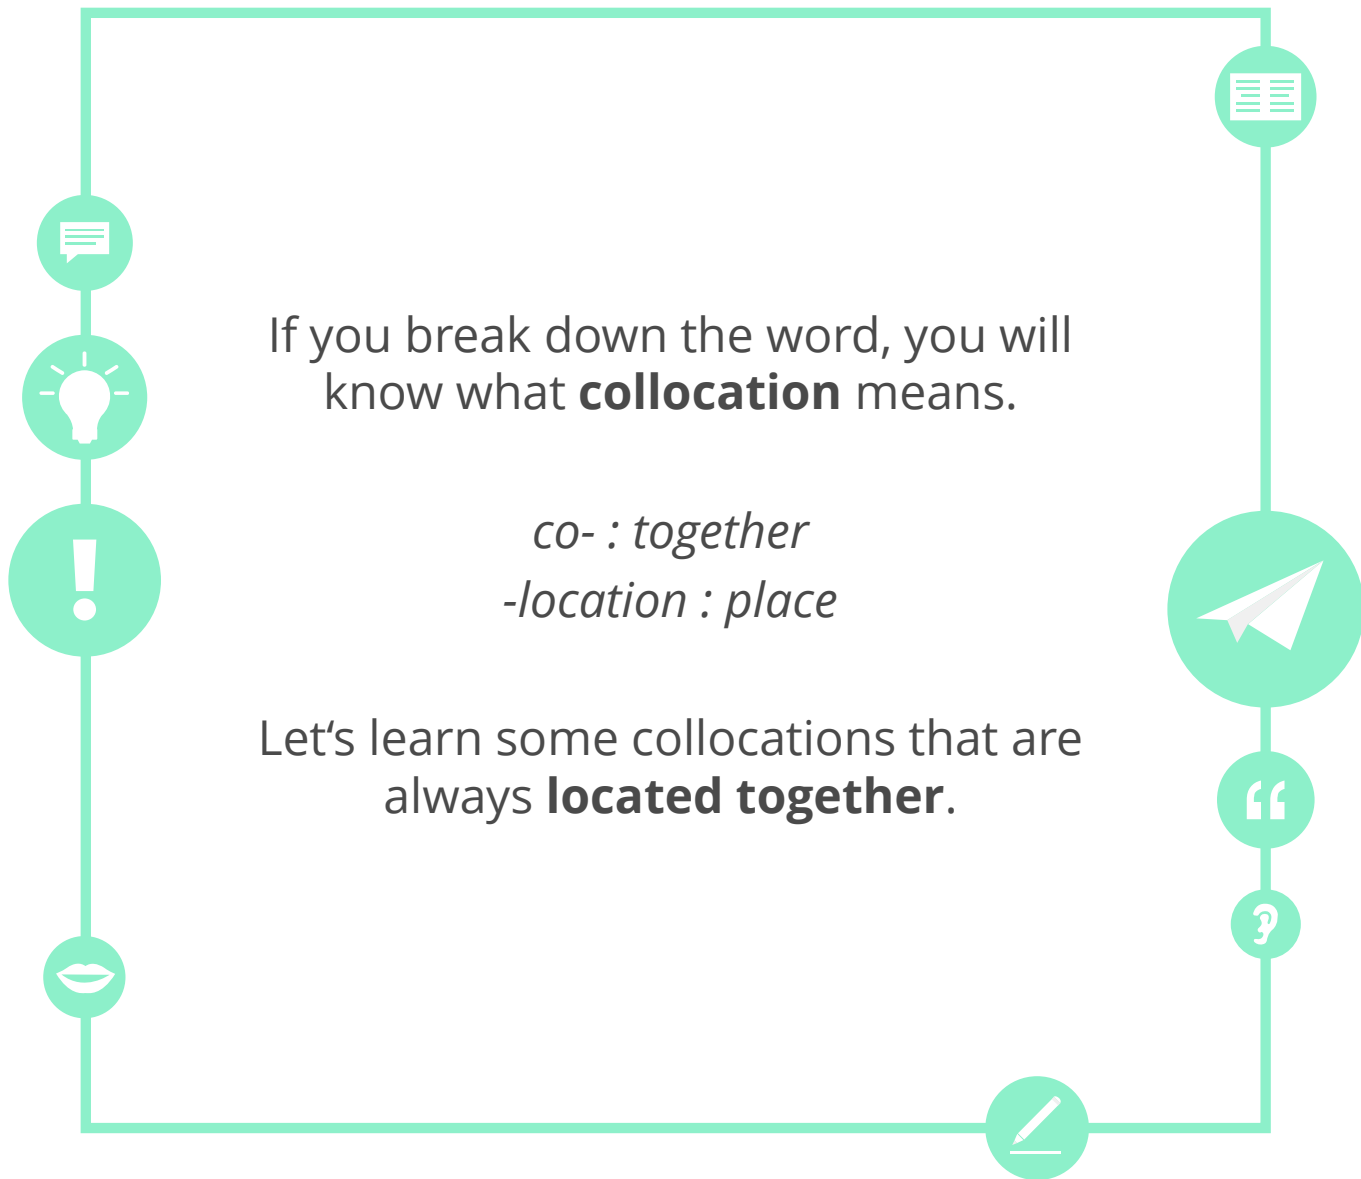 If you break down the word, you will
know what collocation means.
co- : together
-location : place
Let‘s learn some collocations that are
always located together.